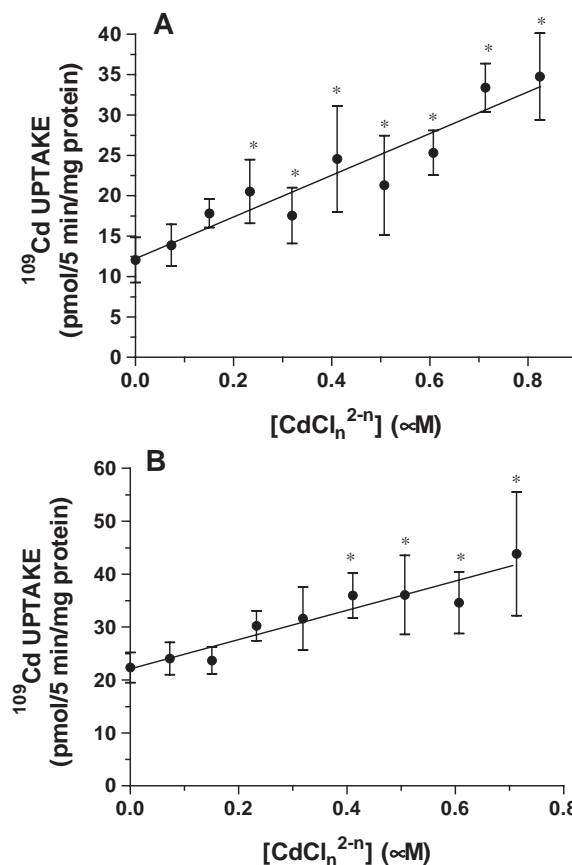 A
*
*
*
*
*
*
*
40
35
30
25
20
15
10
5
0
¹⁰⁹Cd UPTAKE
(pmol/5 min/mg protein)
0.0 0.2 0.4 0.6 0.8
[CdClₙ²⁻ⁿ] (∝M)
B
*
*
*
*
60
50
40
30
20
10
0
¹⁰⁹Cd UPTAKE
(pmol/5 min/mg protein)
0.0 0.2 0.4 0.6 0.8
[CdClₙ²⁻ⁿ] (∝M)